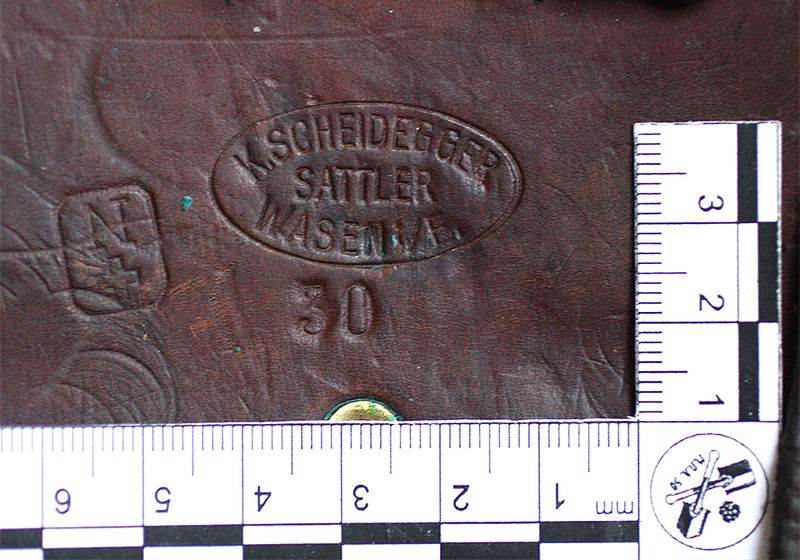 K.SCHEIDEGGER
SATTLER
WASEN i/E.
30
3
2
1
6
5
4
3
2
1
mm